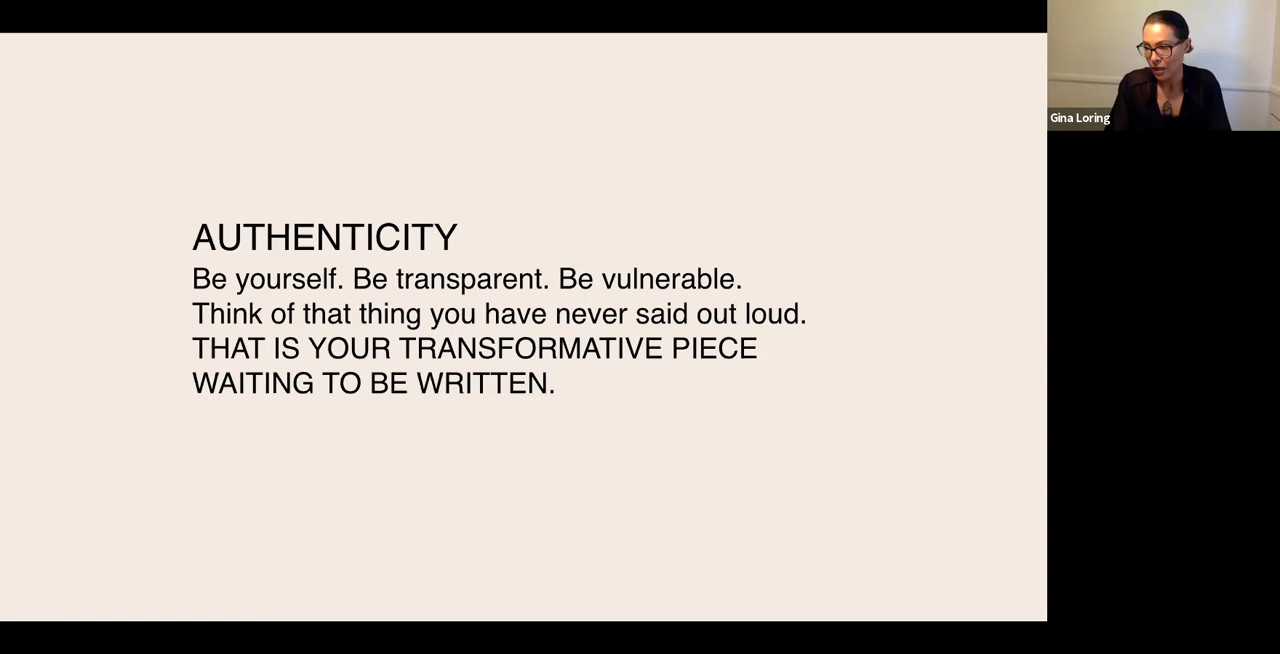 AUTHENTICITY
Be yourself. Be transparent. Be vulnerable.
Think of that thing you have never said out loud.
THAT IS YOUR TRANSFORMATIVE PIECE
WAITING TO BE WRITTEN.
Gina Loring